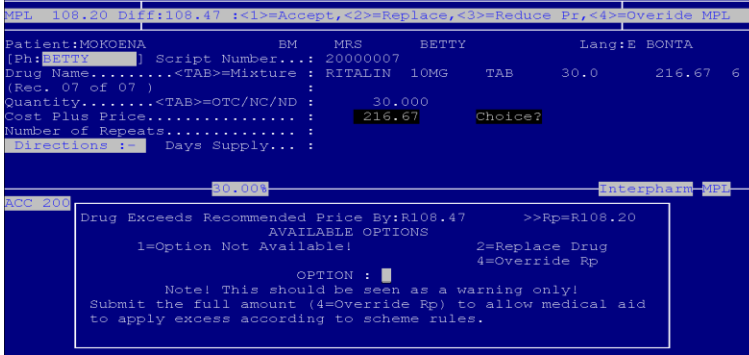 MPL 108.20 Diff:108.47 :<1>=Accept,<2>=Replace,<3>=Reduce Pr,<4>=Overide MPL
Patient:MOKOENA BM MRS BETTY Lang:E BONTA
[Ph:BETTY ] Script Number...: 20000007
Drug Name.........<TAB>=Mixture : RITALIN 10MG TAB 30.0 216.67 6
(Rec. 07 of 07 ) :
Quantity........<TAB>=OTC/NC/ND : 30.000
Cost Plus Price................ : 216.67 Choice?
Number of Repeats.............. :
Directions :- Days Supply... :
30.00% Interpharm MPL
ACC 200
Drug Exceeds Recommended Price By:R108.47 >>Rp=R108.20
AVAILABLE OPTIONS
1=Option Not Available! 2=Replace Drug
4=Override Rp
OPTION :
Note! This should be seen as a warning only!
Submit the full amount (4=Override Rp) to allow medical aid
to apply excess according to scheme rules.